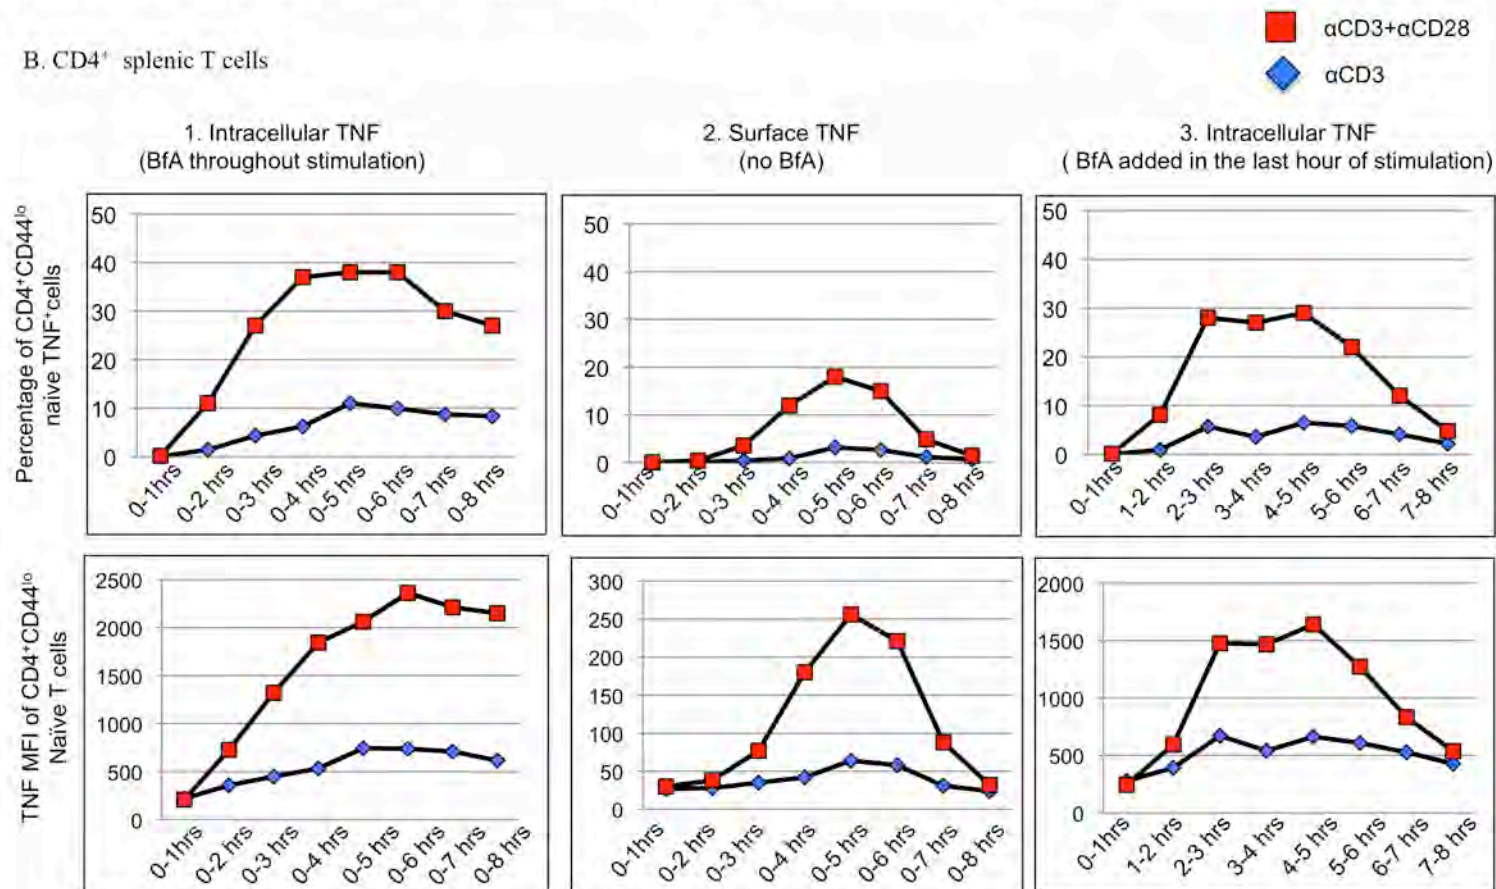 αCD3+αCD28
B. CD4⁺ splenic T cells
αCD3
1. Intracellular TNF
(BfA throughout stimulation)
2. Surface TNF
(no BfA)
3. Intracellular TNF
( BfA added in the last hour of stimulation)
Percentage of CD4⁺CD44ˡᵒ
naive TNF⁺cells
50
40
30
20
10
0
0-1hrs
0-2 hrs
0-3 hrs
0-4 hrs
0-5 hrs
0-6 hrs
0-7 hrs
0-8 hrs
50
40
30
20
10
0
0-1hrs
0-2 hrs
0-3 hrs
0-4 hrs
0-5 hrs
0-6 hrs
0-7 hrs
0-8 hrs
50
40
30
20
10
0
0-1hrs
1-2 hrs
2-3 hrs
3-4 hrs
4-5 hrs
5-6 hrs
6-7 hrs
7-8 hrs
TNF MFI of CD4⁺CD44ˡᵒ
Naïve T cells
2500
2000
1500
1000
500
0
0-1hrs
0-2 hrs
0-3 hrs
0-4 hrs
0-5 hrs
0-6 hrs
0-7 hrs
0-8 hrs
300
250
200
150
100
50
0
0-1hrs
0-2 hrs
0-3 hrs
0-4 hrs
0-5 hrs
0-6 hrs
0-7 hrs
0-8 hrs
2000
1500
1000
500
0
0-1hrs
1-2 hrs
2-3 hrs
3-4 hrs
4-5 hrs
5-6 hrs
6-7 hrs
7-8 hrs